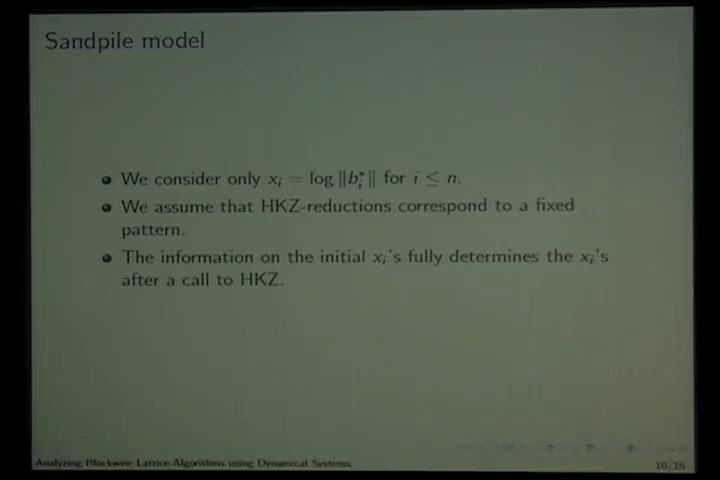 Sandpile model
We consider only xᵢ = log ‖bᵢ*‖ for i ≤ n.
We assume that HKZ-reductions correspond to a fixed
pattern.
The information on the initial xᵢ's fully determines the xᵢ's
after a call to HKZ.
Analyzing Blockwise Lattice Algorithms using Dynamical Systems